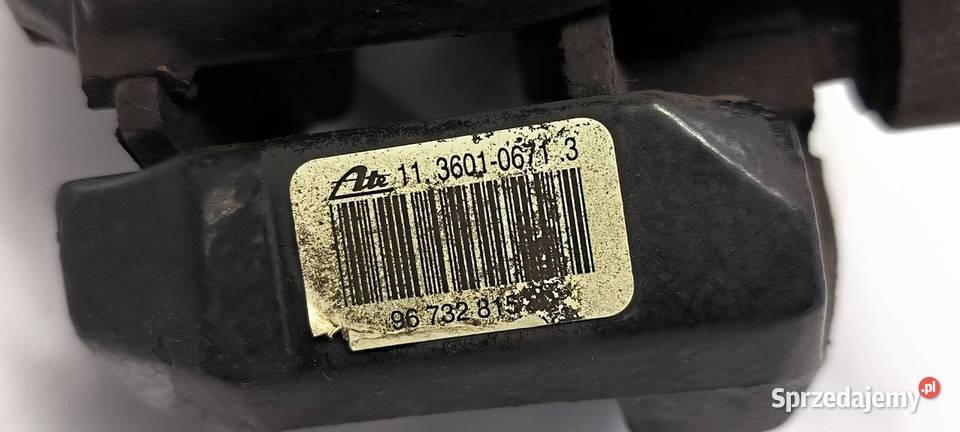 Ate 11.3601-0671.3
96 732 815
Sprzedajemy.pl